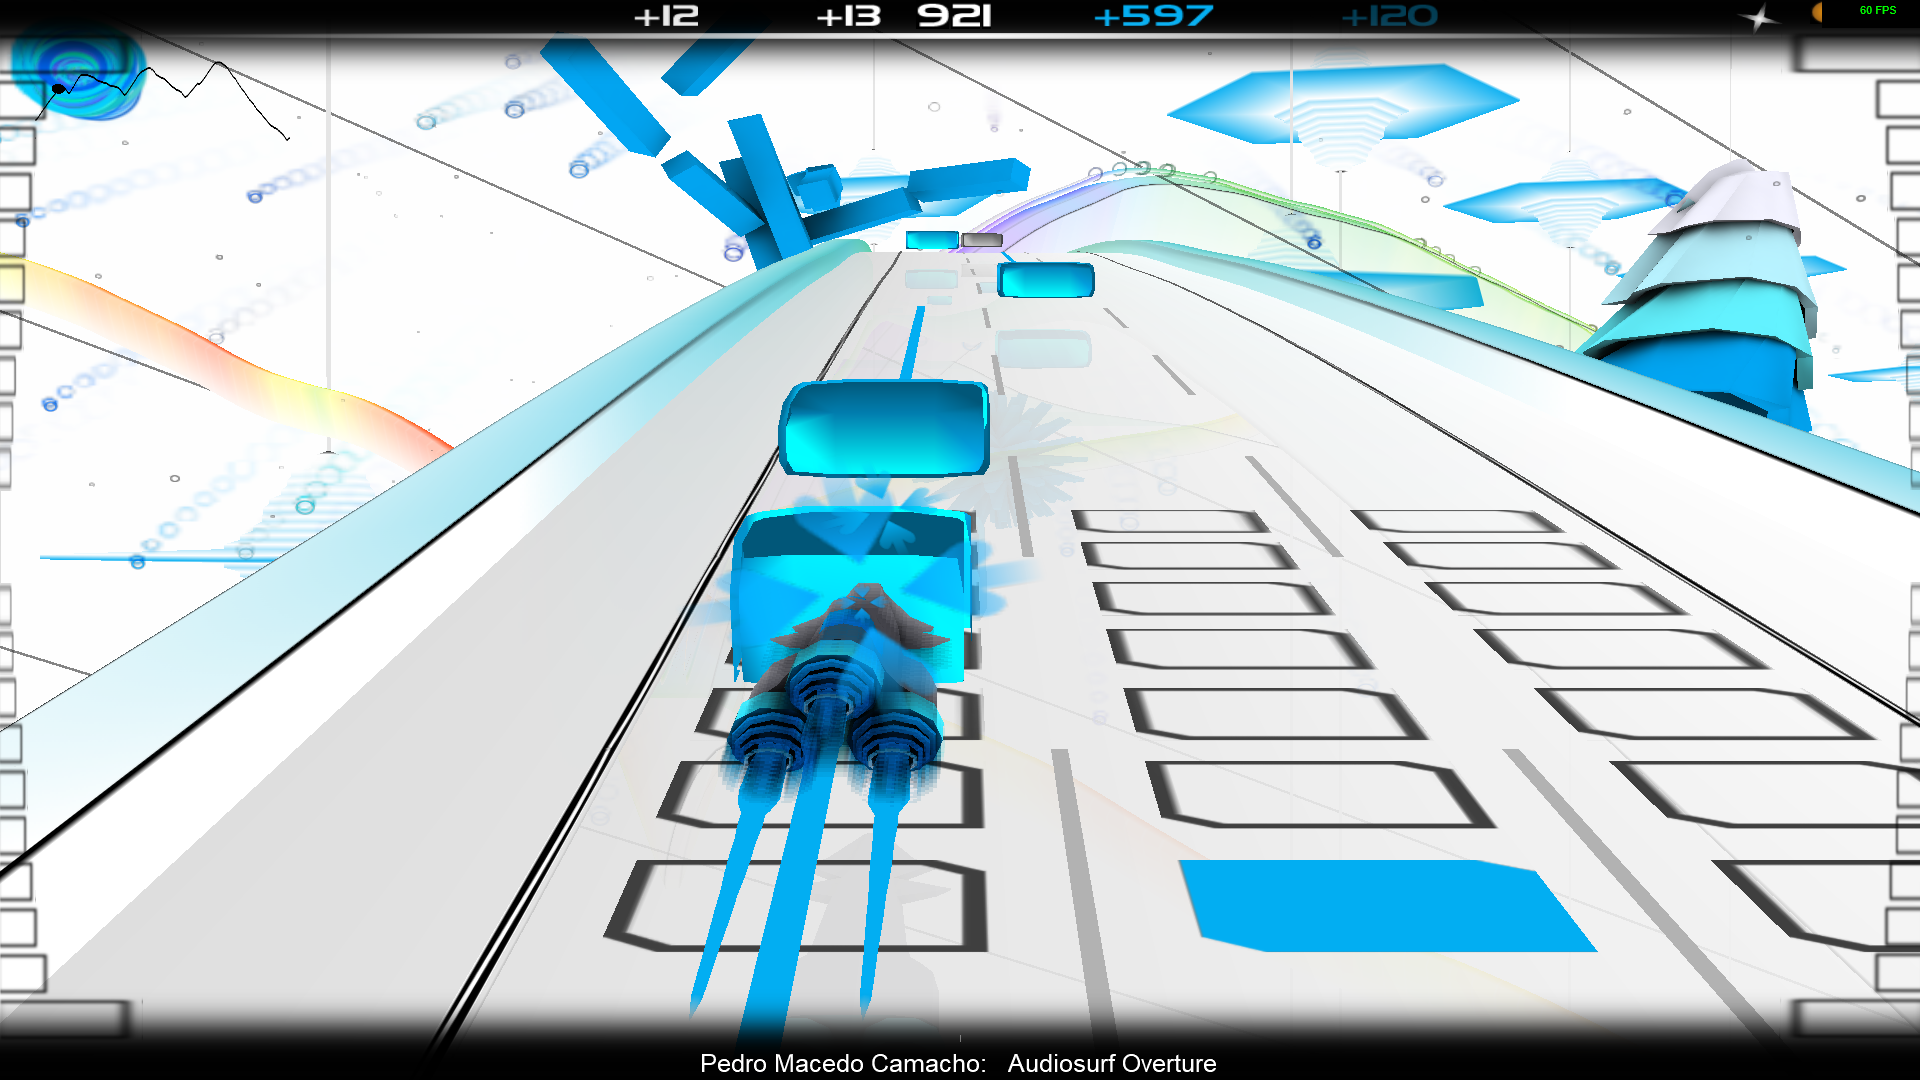 +12 +13 921 +597 +120
60 FPS
Pedro Macedo Camacho: Audiosurf Overture